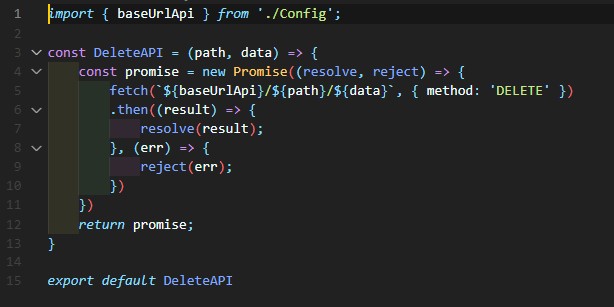 1 import { baseUrlApi } from './Config';
2
3 const DeleteAPI = (path, data) => {
4     const promise = new Promise((resolve, reject) => {
5         fetch(`${baseUrlApi}/${path}/${data}`, { method: 'DELETE' })
6         .then((result) => {
7             resolve(result);
8         }, (err) => {
9             reject(err);
10         })
11     })
12     return promise;
13 }
14
15 export default DeleteAPI